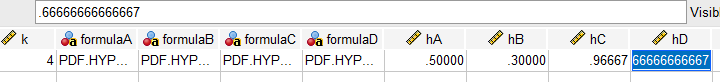 .66666666666667
Visib
k formulaA formulaB formulaC formulaD hA hB hC hD
4 PDF.HYP... PDF.HYP... PDF.HYP... PDF.HYP... .50000 .30000 .96667 66666666667